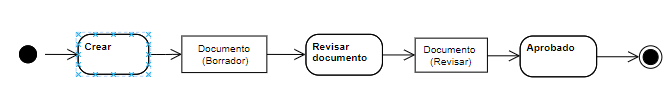 Crear
Documento
(Borrador)
Revisar
documento
Documento
(Revisar)
Aprobado